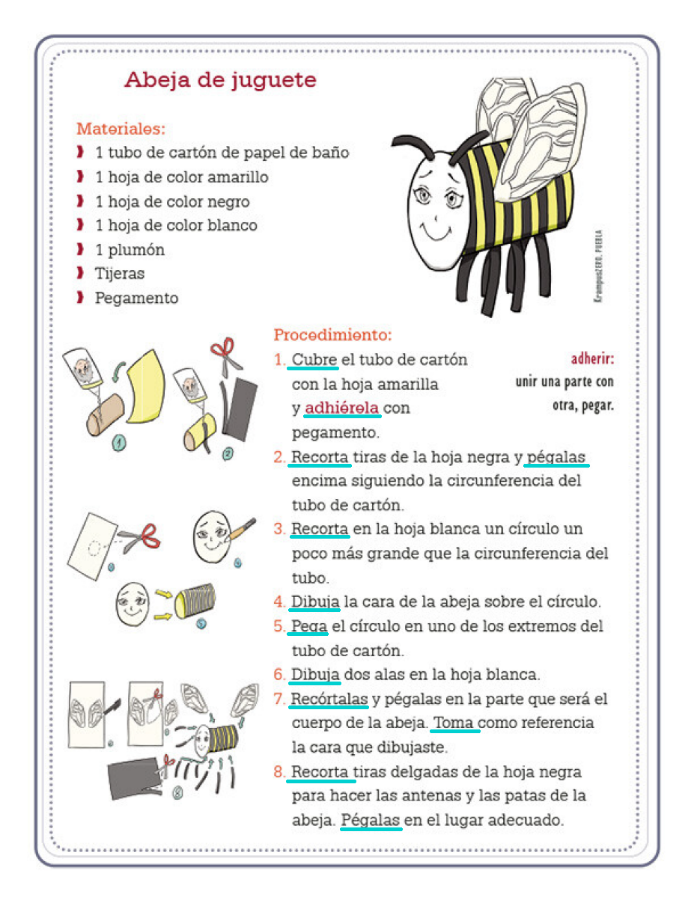 Abeja de juguete
Materiales:
1 tubo de cartón de papel de baño
1 hoja de color amarillo
1 hoja de color negro
1 hoja de color blanco
1 plumón
Tijeras
Pegamento
KrampusZERO, PUEBLA
Procedimiento:
1. Cubre el tubo de cartón
con la hoja amarilla
y adhiérela con
pegamento.
adherir:
unir una parte con
otra, pegar.
2. Recorta tiras de la hoja negra y pégalas
encima siguiendo la circunferencia del
tubo de cartón.
3. Recorta en la hoja blanca un círculo un
poco más grande que la circunferencia del
tubo.
4. Dibuja la cara de la abeja sobre el círculo.
5. Pega el círculo en uno de los extremos del
tubo de cartón.
6. Dibuja dos alas en la hoja blanca.
7. Recórtalas y pégalas en la parte que será el
cuerpo de la abeja. Toma como referencia
la cara que dibujaste.
8. Recorta tiras delgadas de la hoja negra
para hacer las antenas y las patas de la
abeja. Pégalas en el lugar adecuado.
1
2
8